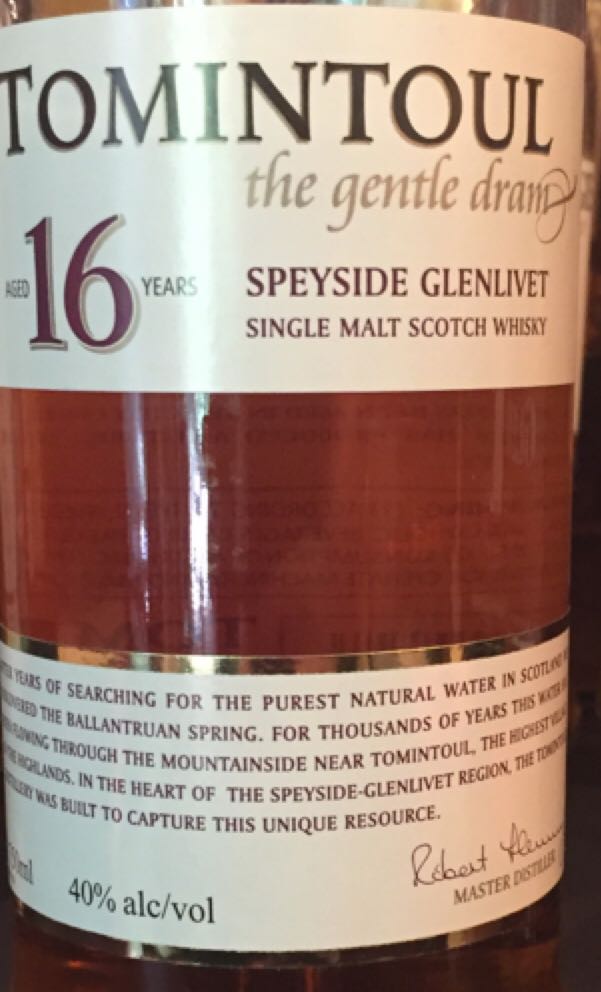 TOMINTOUL
the gentle dram
AGED 16 YEARS
SPEYSIDE GLENLIVET
SINGLE MALT SCOTCH WHISKY
YEARS OF SEARCHING FOR THE PUREST NATURAL WATER IN SCOTLAND
THE BALLANTRUAN SPRING. FOR THOUSANDS OF YEARS THIS WATER
FLOWING THROUGH THE MOUNTAINSIDE NEAR TOMINTOUL, THE HIGHEST
HIGHLANDS. IN THE HEART OF THE SPEYSIDE-GLENLIVET REGION, THE
WAS BUILT TO CAPTURE THIS UNIQUE RESOURCE.
Robert
MASTER DISTILLER
40% alc/vol